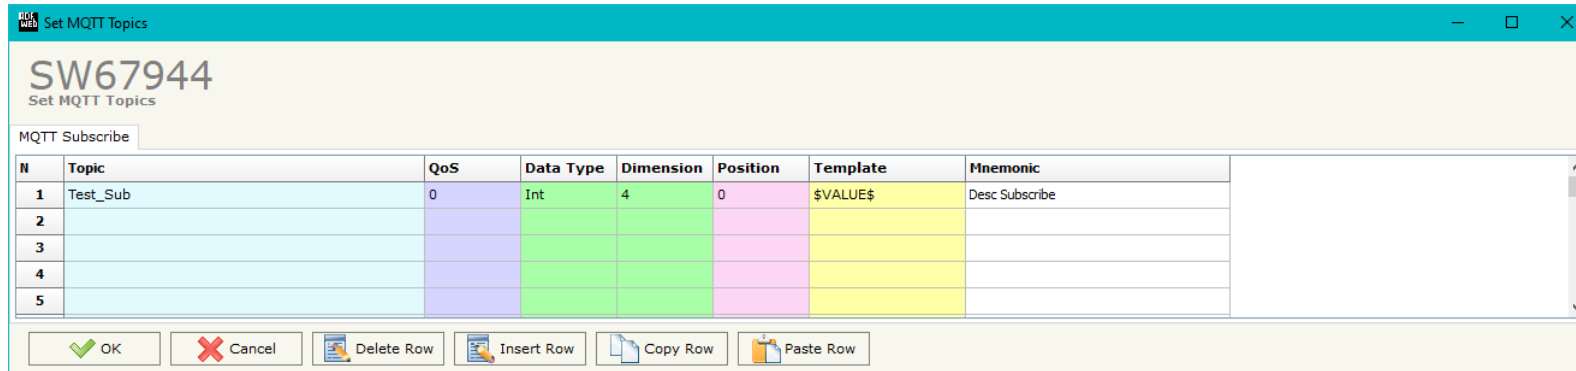 ADF WEB Set MQTT Topics
SW67944
Set MQTT Topics
MQTT Subscribe
N Topic QoS Data Type Dimension Position Template Mnemonic
1 Test_Sub 0 Int 4 0 $VALUE$ Desc Subscribe
2
3
4
5
OK Cancel Delete Row Insert Row Copy Row Paste Row